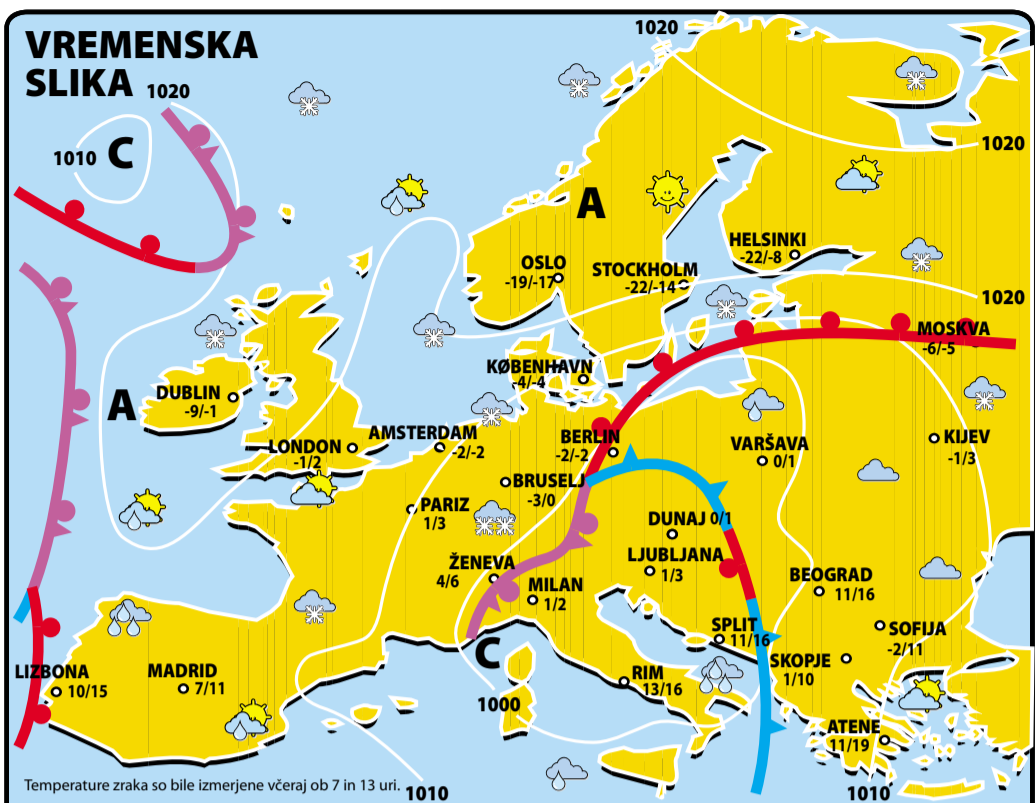 VREMENSKA
SLIKA
1020
1020
1010 C
1020
A
HELSINKI
-22/-8
OSLO
-19/-17
STOCKHOLM
-22/-14
1020
MOSKVA
-6/-5
KØBENHAVN
-4/-4
DUBLIN
-9/-1
A
LONDON
-1/2
AMSTERDAM
-2/-2
BERLIN
-2/-2
VARŠAVA
0/1
KIJEV
-1/3
BRUSELJ
-3/0
PARIZ
1/3
DUNAJ 0/1
LJUBLJANA
1/3
ŽENEVA
4/6
MILAN
1/2
BEOGRAD
11/16
SPLIT
11/16
SOFIJA
-2/11
C
SKOPJE
1/10
LIZBONA
10/15
MADRID
7/11
RIM
13/16
1000
ATENE
11/19
Temperature zraka so bile izmerjene včeraj ob 7 in 13 uri.
1010
1010